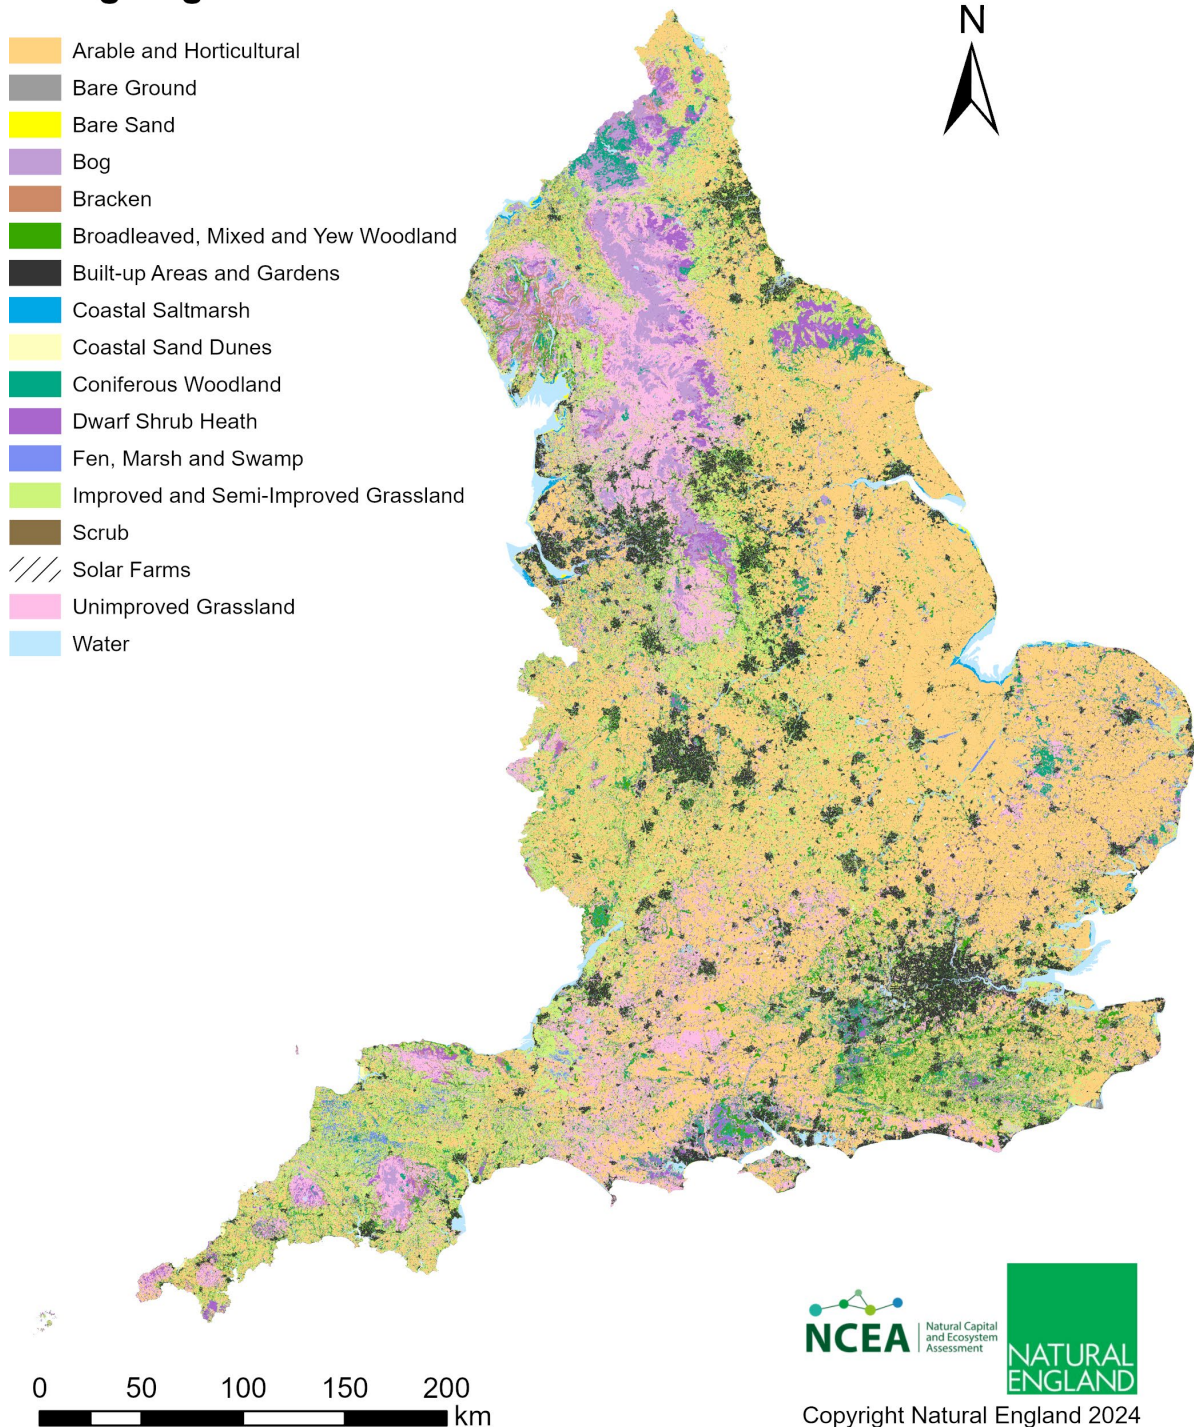 N
Arable and Horticultural
Bare Ground
Bare Sand
Bog
Bracken
Broadleaved, Mixed and Yew Woodland
Built-up Areas and Gardens
Coastal Saltmarsh
Coastal Sand Dunes
Coniferous Woodland
Dwarf Shrub Heath
Fen, Marsh and Swamp
Improved and Semi-Improved Grassland
Scrub
Solar Farms
Unimproved Grassland
Water
NCEA
Natural Capital
and Ecosystem
Assessment
NATURAL
ENGLAND
0 50 100 150 200
km
Copyright Natural England 2024